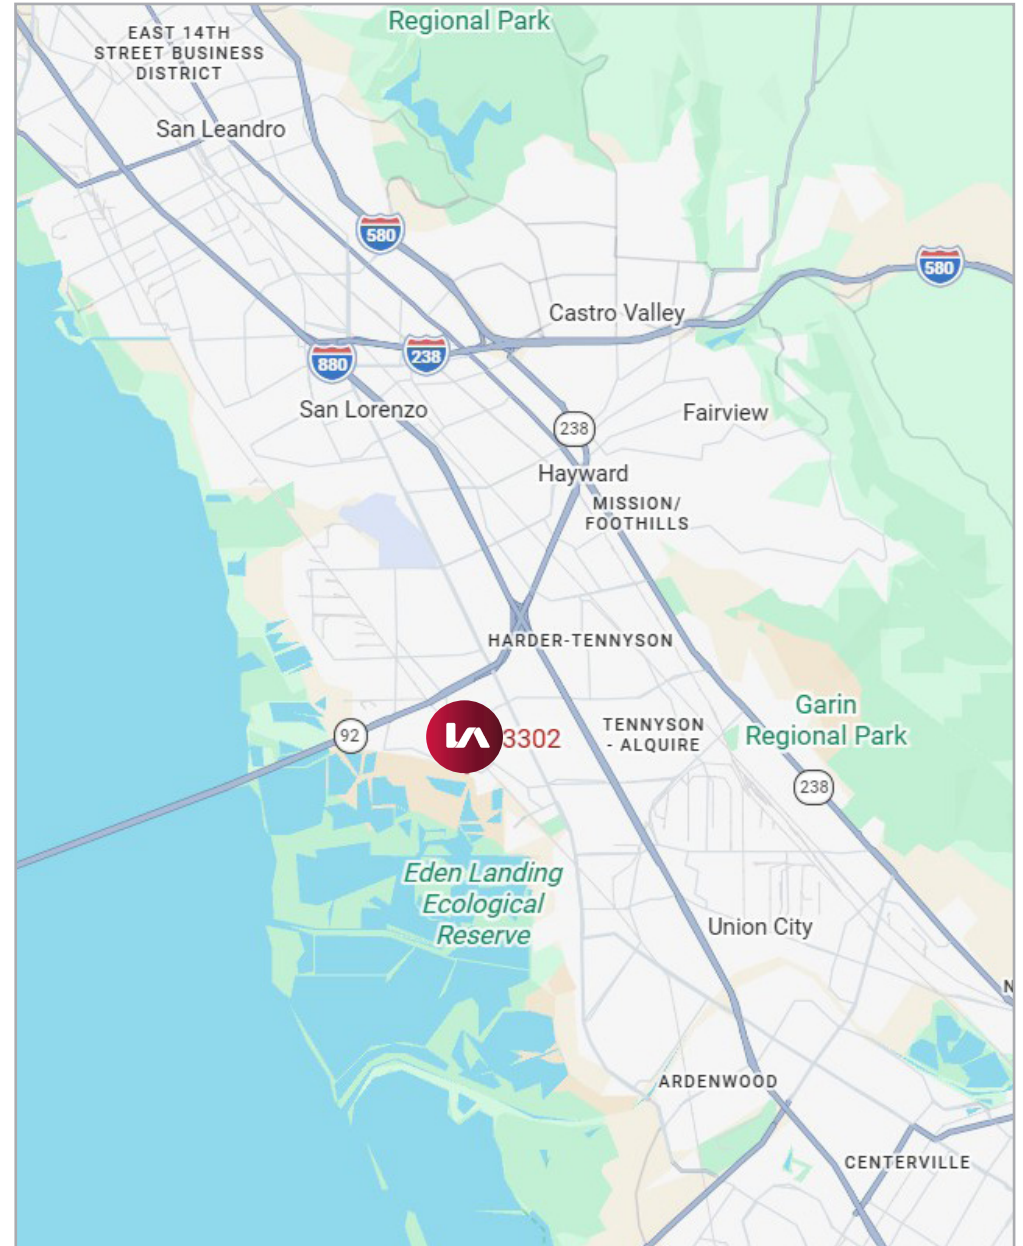 Regional Park
EAST 14TH
STREET BUSINESS
DISTRICT
San Leandro
580
580
Castro Valley
238
880
San Lorenzo
Fairview
238
Hayward
MISSION/
FOOTHILLS
HARDER-TENNYSON
Garin
Regional Park
TENNYSON
- ALQUIRE
92
3302
238
Eden Landing
Ecological
Reserve
Union City
N
ARDENWOOD
CENTERVILLE